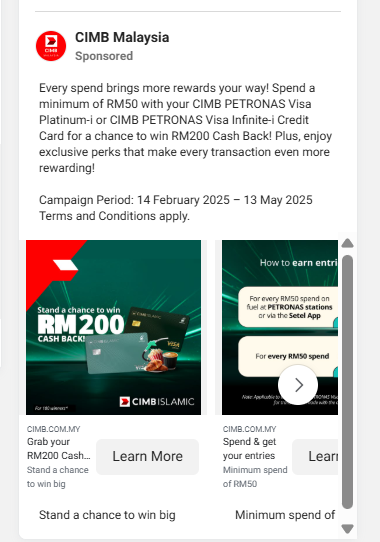 CIMB Malaysia
Sponsored
Every spend brings more rewards your way! Spend a
minimum of RM50 with your CIMB PETRONAS Visa
Platinum-i or CIMB PETRONAS Visa Infinite-i Credit
Card for a chance to win RM200 Cash Back! Plus, enjoy
exclusive perks that make every transaction even more
rewarding!
Campaign Period: 14 February 2025 – 13 May 2025
Terms and Conditions apply.
Stand a chance to win
RM200
CASH BACK!
VISA
For 180 winners*
CIMB ISLAMIC
How to earn entri
For every RM50 spend on
fuel at PETRONAS stations
or via the Setel App
For every RM50 spend
CIMB.COM.MY
Grab your
RM200 Cash...
Stand a chance
to win big
Learn More
CIMB.COM.MY
Spend & get
your entries
Minimum spend
of RM50
Lear
Stand a chance to win big
Minimum spend of